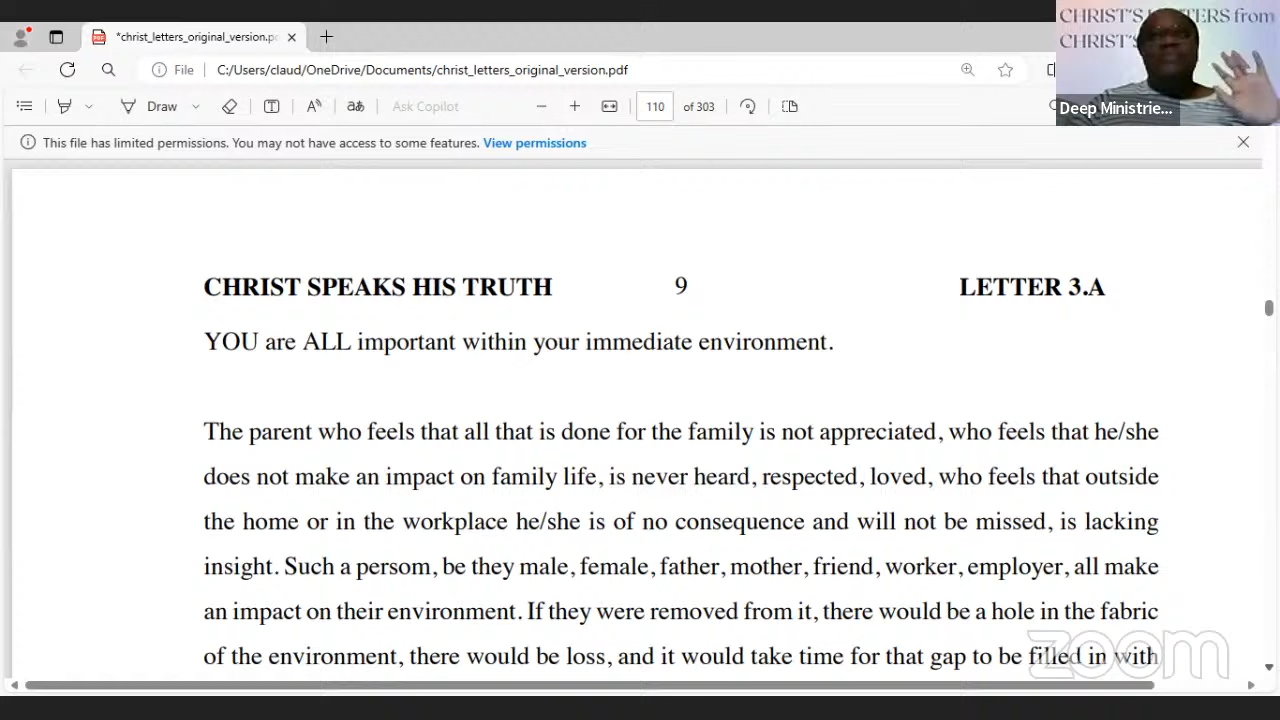 CHRIST'S LETTERS from
CHRIST'S
*christ_letters_original_version.pd
File C:/Users/claud/OneDrive/Documents/christ_letters_original_version.pdf
Deep Ministrie...
Draw Ask Copilot 110 of 303
This file has limited permissions. You may not have access to some features. View permissions
CHRIST SPEAKS HIS TRUTH 9 LETTER 3.A
YOU are ALL important within your immediate environment.
The parent who feels that all that is done for the family is not appreciated, who feels that he/she
does not make an impact on family life, is never heard, respected, loved, who feels that outside
the home or in the workplace he/she is of no consequence and will not be missed, is lacking
insight. Such a persom, be they male, female, father, mother, friend, worker, employer, all make
an impact on their environment. If they were removed from it, there would be a hole in the fabric
of the environment, there would be loss, and it would take time for that gap to be filled in with
zoom